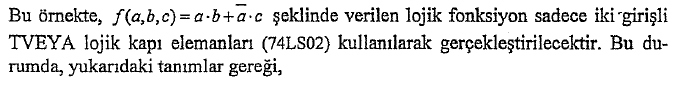 Bu örnekte, f(a,b,c)=a·b+a̅·c şeklinde verilen lojik fonksiyon sadece iki girişli
TVEYA lojik kapı elemanları (74LS02) kullanılarak gerçekleştirilecektir. Bu du-
rumda, yukarıdaki tanımlar gereği,